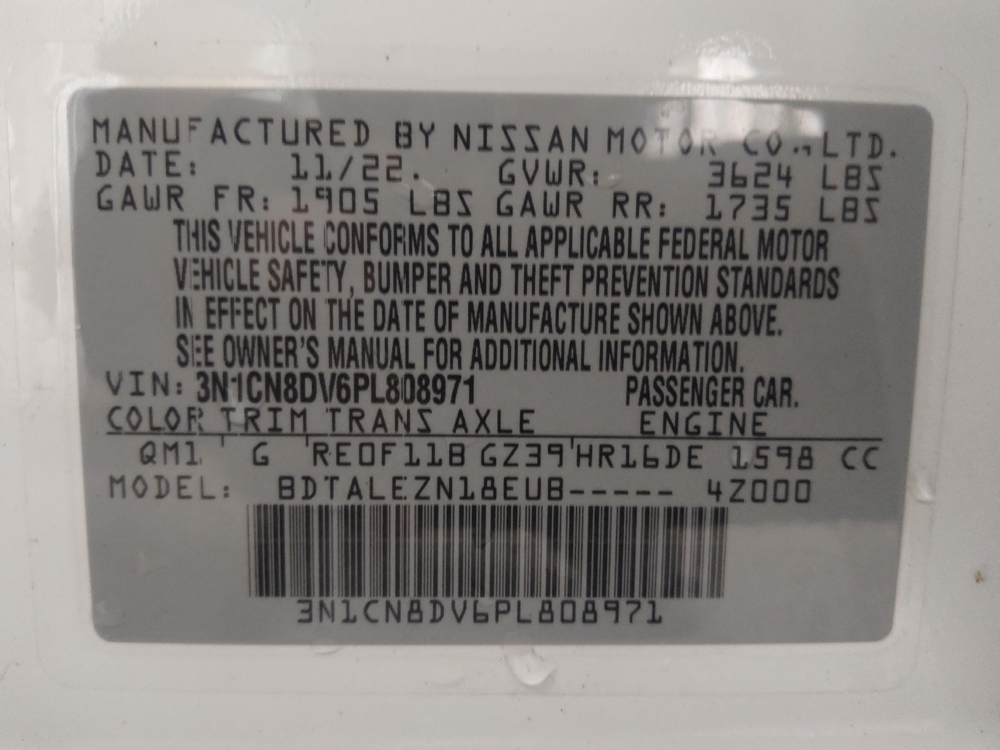 MANUFACTURED BY NISSAN MOTOR CO.,LTD.
DATE: 11/22. GVWR: 3624 LBS
GAWR FR: 1905 LBS GAWR RR: 1735 LBS
THIS VEHICLE CONFORMS TO ALL APPLICABLE FEDERAL MOTOR
VEHICLE SAFETY, BUMPER AND THEFT PREVENTION STANDARDS
IN EFFECT ON THE DATE OF MANUFACTURE SHOWN ABOVE.
SEE OWNER'S MANUAL FOR ADDITIONAL INFORMATION.
VIN: 3N1CN8DV6PL808971 PASSENGER CAR.
COLOR TRIM TRANS AXLE ENGINE
QM1 G RE0F11B GZ39 HR16DE 1598 CC
MODEL: BDTALEZN18EUB----- 4Z000
3N1CN8DV6PL808971